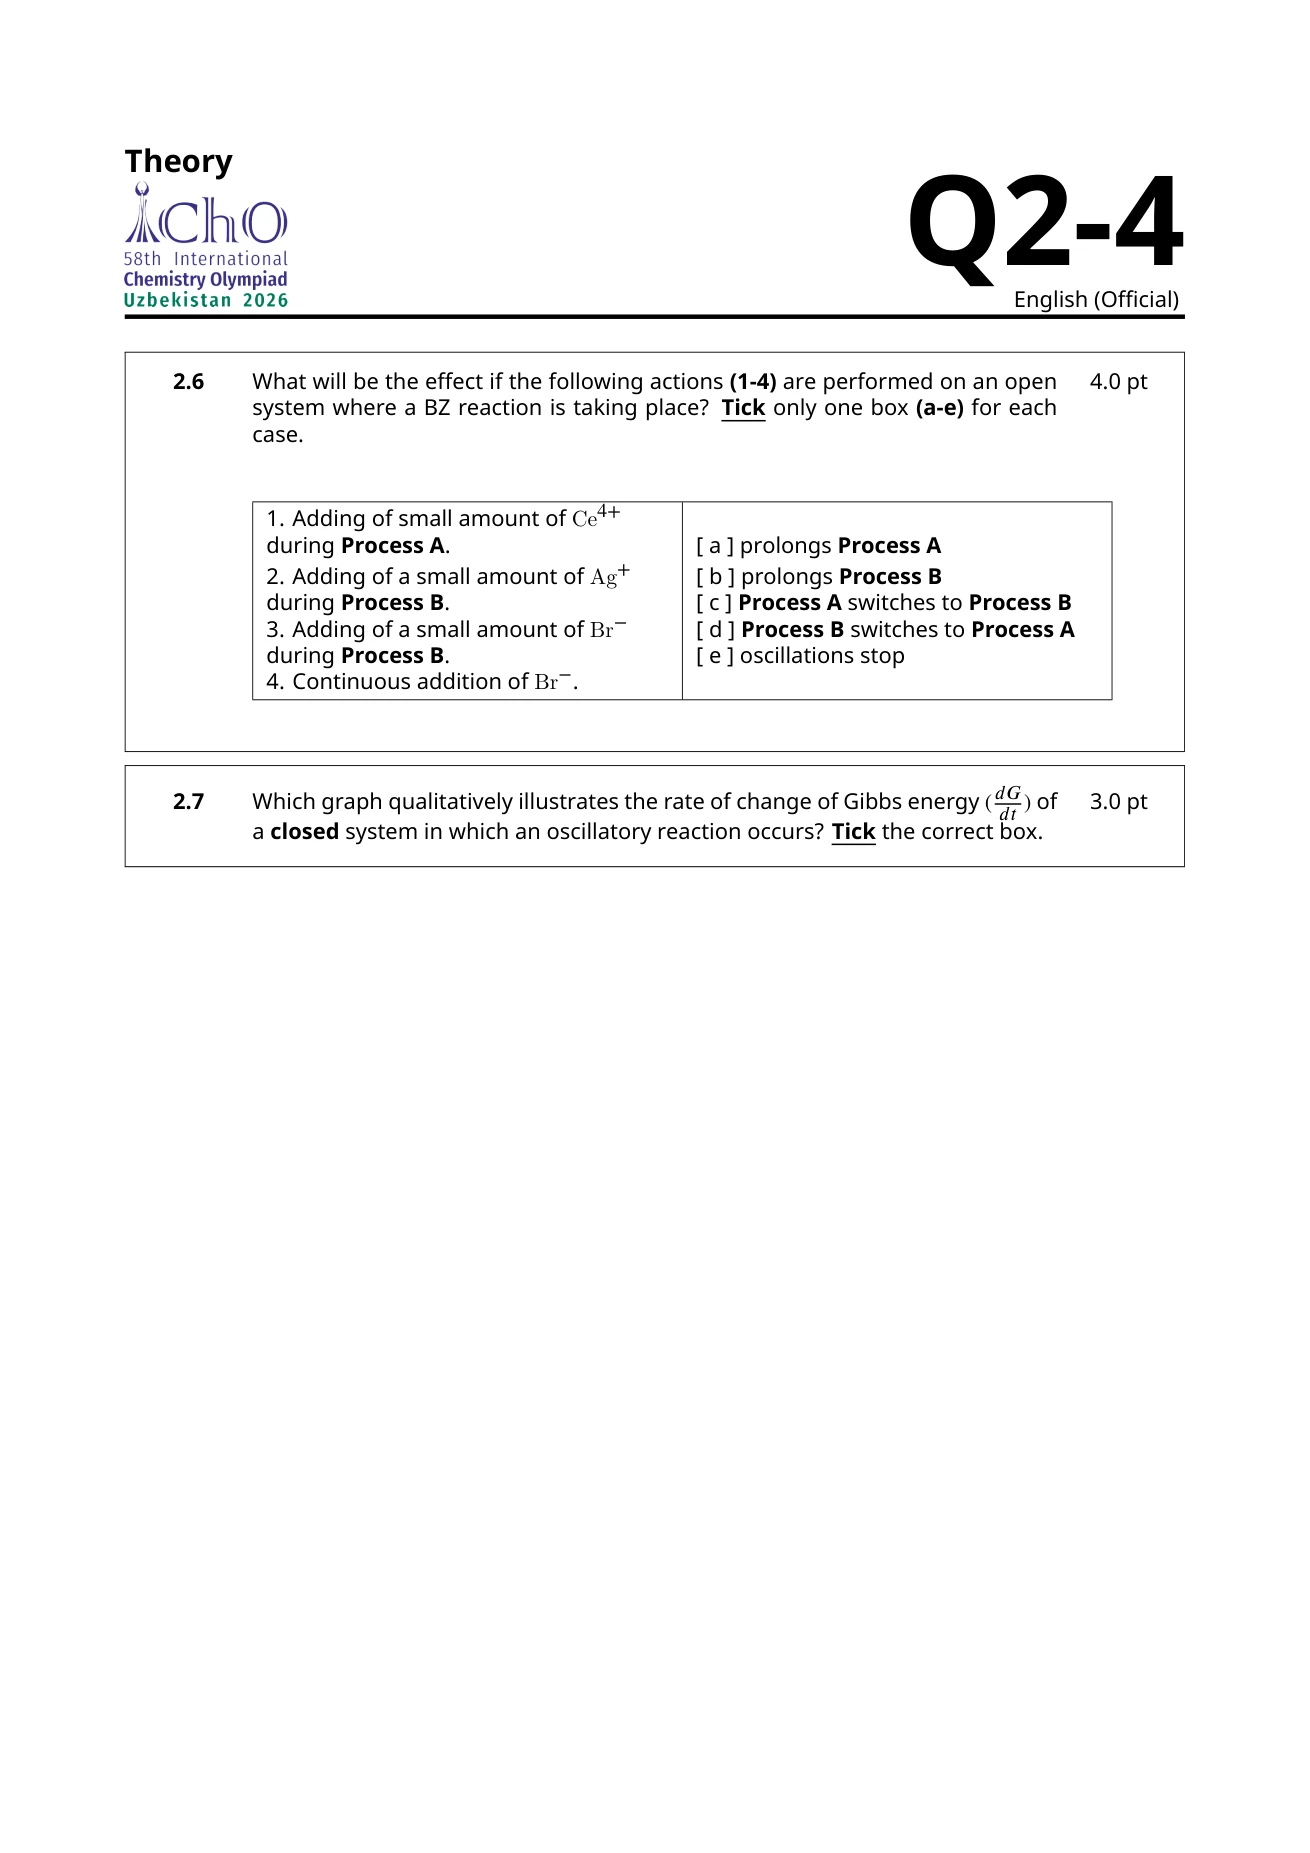 Theory
IChO
58th International
Chemistry Olympiad
Uzbekistan 2026
Q2-4
English (Official)
2.6 What will be the effect if the following actions (1-4) are performed on an open 4.0 pt
system where a BZ reaction is taking place? Tick only one box (a-e) for each
case.
1. Adding of small amount of Ce⁴⁺
during Process A.
2. Adding of a small amount of Ag⁺
during Process B.
3. Adding of a small amount of Br⁻
during Process B.
4. Continuous addition of Br⁻.
[ a ] prolongs Process A
[ b ] prolongs Process B
[ c ] Process A switches to Process B
[ d ] Process B switches to Process A
[ e ] oscillations stop
2.7 Which graph qualitatively illustrates the rate of change of Gibbs energy (dG/dt) of 3.0 pt
a closed system in which an oscillatory reaction occurs? Tick the correct box.